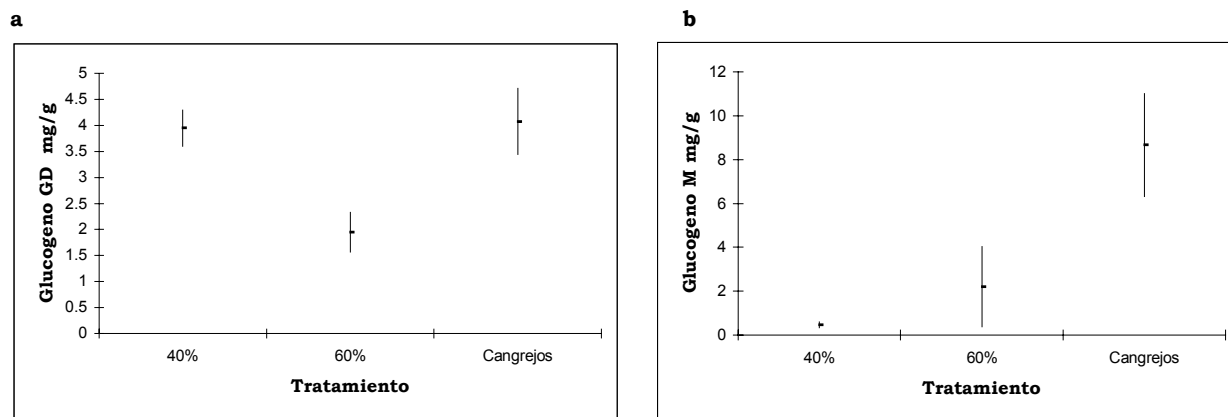 a
Glucogeno GD mg/g
5
4.5
4
3.5
3
2.5
2
1.5
1
0.5
0
40%
60%
Cangrejos
Tratamiento
b
Glucogeno M mg/g
12
10
8
6
4
2
0
40%
60%
Cangrejos
Tratamiento